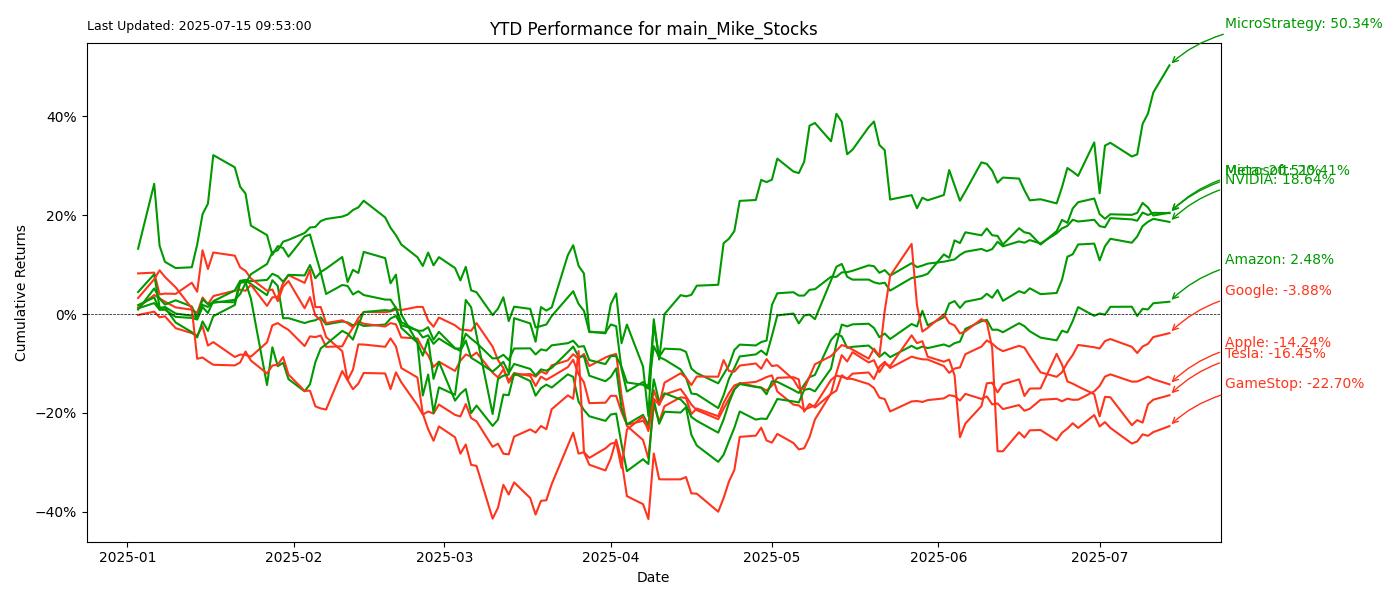 Last Updated: 2025-07-15 09:53:00
YTD Performance for main_Mike_Stocks
MicroStrategy: 50.34%
NVIDIA: 18.64%
Amazon: 2.48%
Google: -3.88%
Apple: -14.24%
Tesla: -16.45%
GameStop: -22.70%
Cumulative Returns
40%
20%
0%
−20%
−40%
2025-01
2025-02
2025-03
2025-04
2025-05
2025-06
2025-07
Date